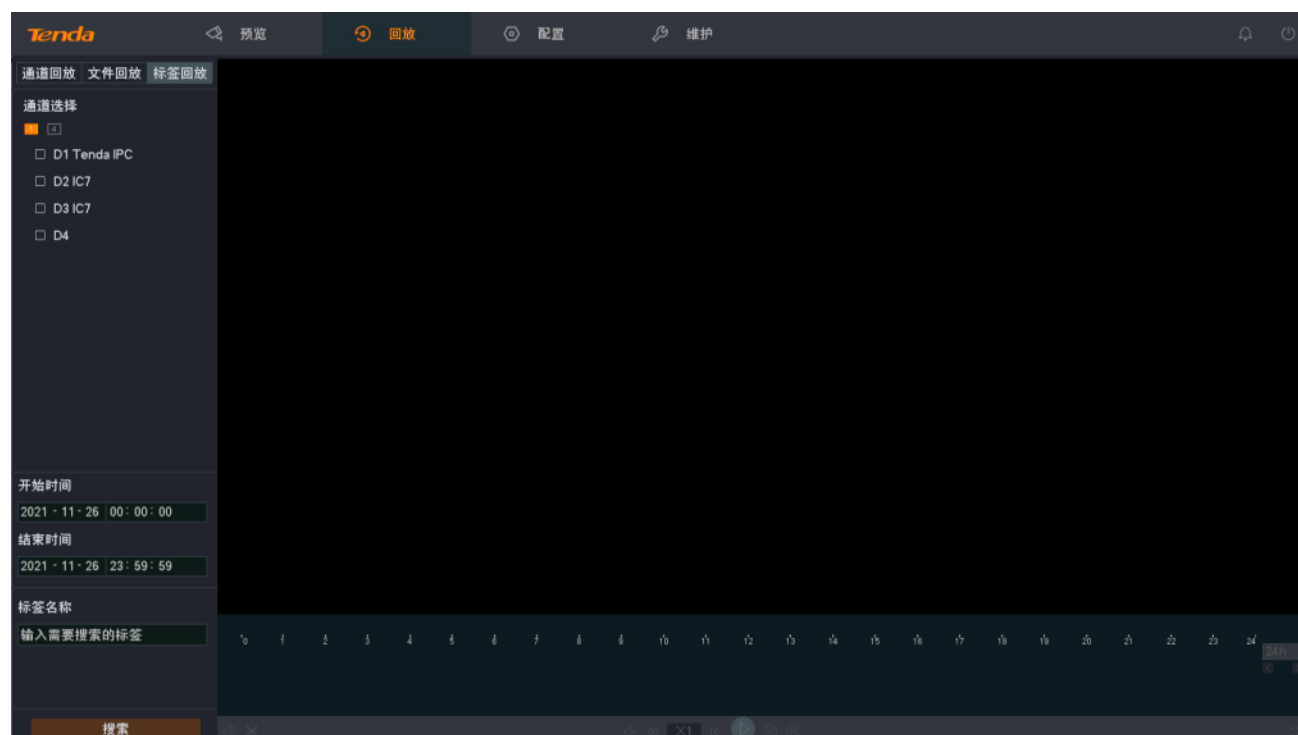 Tenda 预览 回放 配置 维护
通道回放 文件回放 标签回放
通道选择
1 4
D1 Tenda IPC
D2 IC7
D3 IC7
D4
开始时间
2021 - 11 - 26 00 : 00 : 00
结束时间
2021 - 11 - 26 23 : 59 : 59
标签名称
输入需要搜索的标签
0 1 2 3 4 5 6 7 8 9 10 11 12 13 14 15 16 17 18 19 20 21 22 23 24
24h
搜索
X1